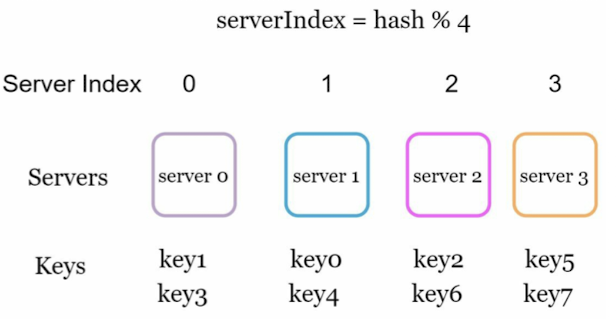 serverIndex = hash % 4
Server Index 0 1 2 3
Servers server 0 server 1 server 2 server 3
Keys key1 key0 key2 key5
key3 key4 key6 key7